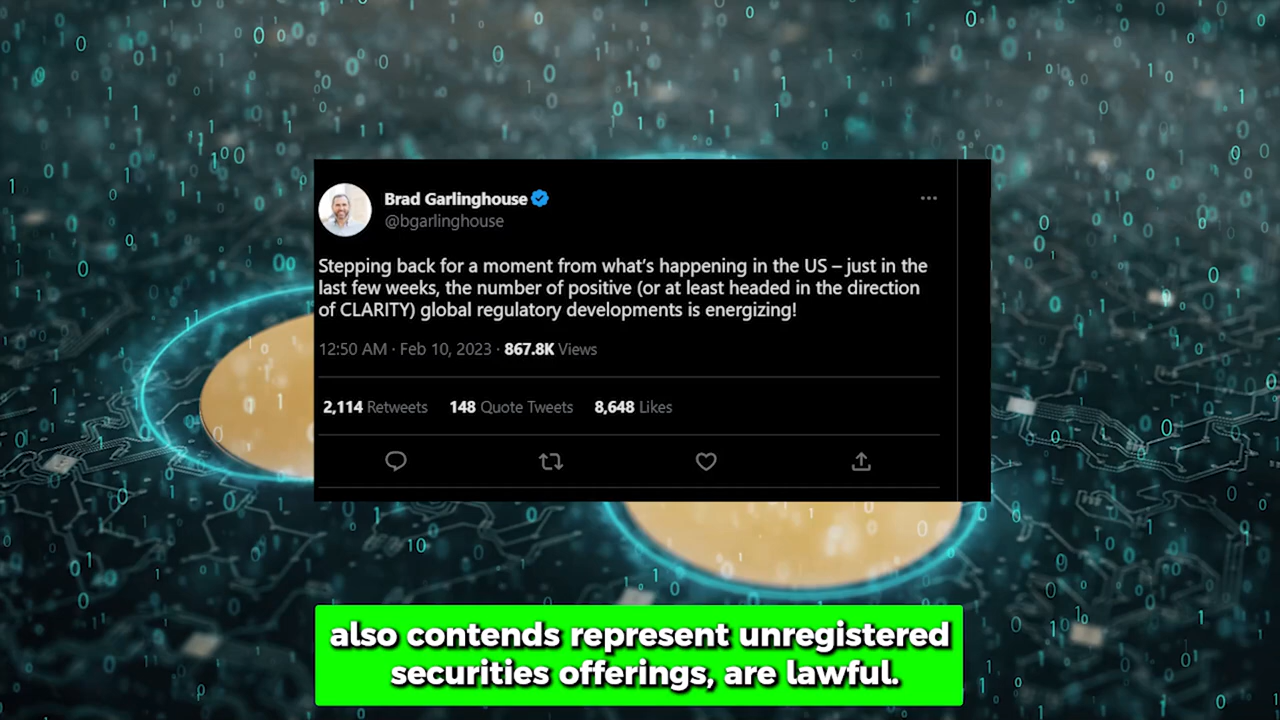 Brad Garlinghouse
@bgarlinghouse
Stepping back for a moment from what's happening in the US – just in the
last few weeks, the number of positive (or at least headed in the direction
of CLARITY) global regulatory developments is energizing!
12:50 AM · Feb 10, 2023 · 867.8K Views
2,114 Retweets 148 Quote Tweets 8,648 Likes
also contends represent unregistered
securities offerings, are lawful.